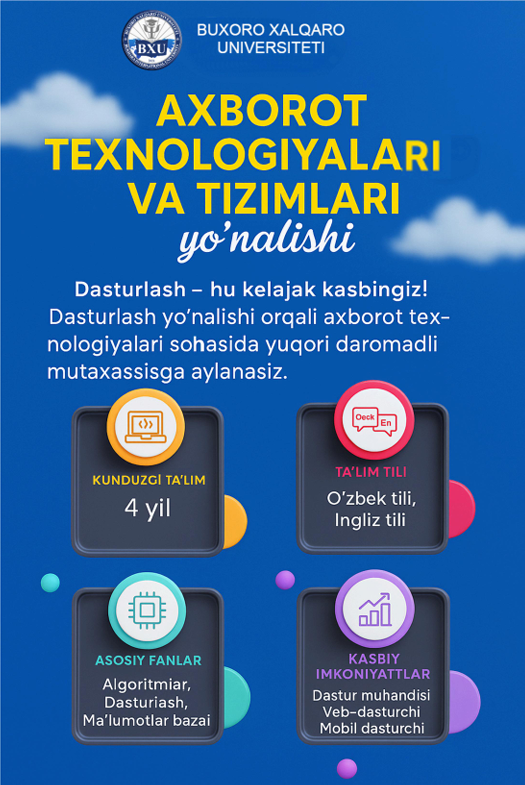 BXU
BUXORO XALQARO
UNIVERSITETI
AXBOROT
TEXNOLOGIYALARI
VA TIZIMLARI
yo'nalishi
Dasturlash – hu kelajak kasbingiz!
Dasturlash yo'nalishi orqali axborot tex-
nologiyalari sohasida yuqori daromadli
mutaxassisga aylanasiz.
KUNDUZGI TA'LIM
4 yil
Oeck
En
TA'LIM TILI
O'zbek tili,
Ingliz tili
ASOSIY FANLAR
Algoritmiar,
Dasturiash,
Ma'lumotlar bazai
KASBIY
IMKONIYATTLAR
Dastur muhandisi
Veb-dasturchi
Mobil dasturchi